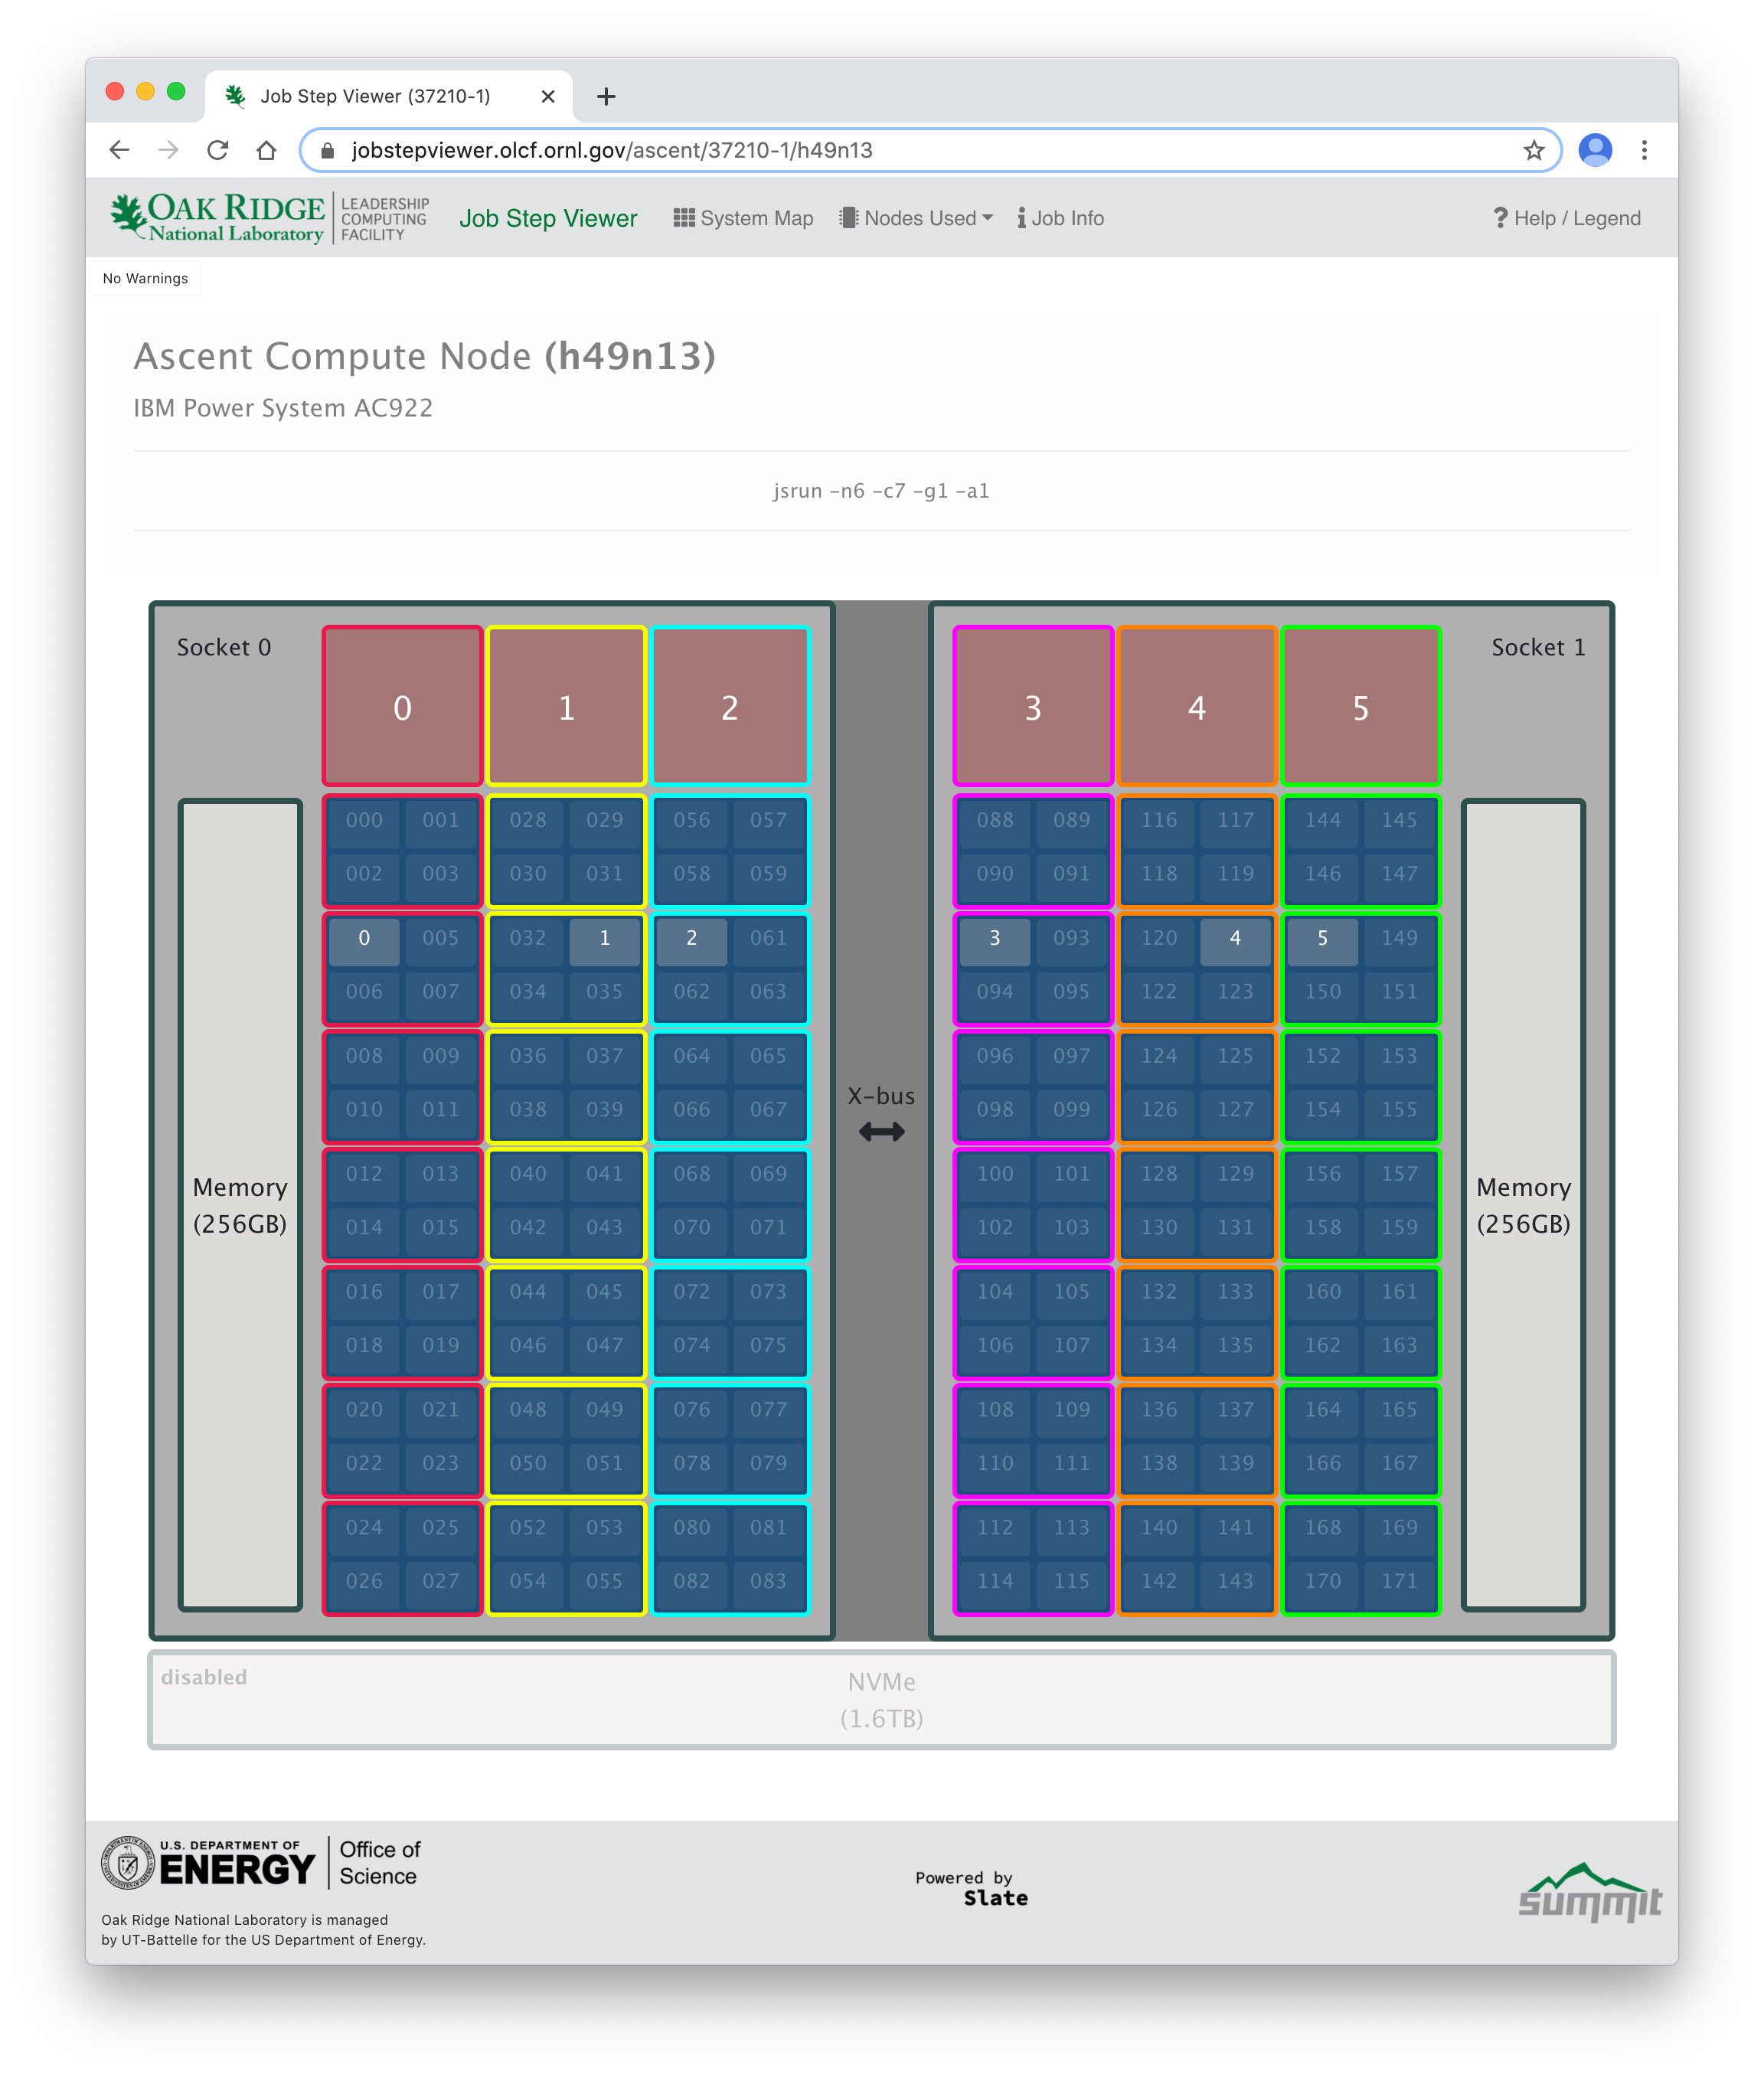 Job Step Viewer (37210-1)
jobstepviewer.olcf.ornl.gov/ascent/37210-1/h49n13
OAK RIDGE
National Laboratory
LEADERSHIP
COMPUTING
FACILITY
Job Step Viewer
System Map
Nodes Used
Job Info
? Help / Legend
No Warnings
Ascent Compute Node (h49n13)
IBM Power System AC922
jsrun -n6 -c7 -g1 -a1
Socket 0
0 1 2
3 4 5
Socket 1
000 001 028 029 056 057 088 089 116 117 144 145
002 003 030 031 058 059 090 091 118 119 146 147
0 005 032 1 2 061 3 093 120 4 5 149
006 007 034 035 062 063 094 095 122 123 150 151
008 009 036 037 064 065 096 097 124 125 152 153
X-bus
010 011 038 039 066 067 098 099 126 127 154 155
012 013 040 041 068 069 100 101 128 129 156 157
Memory
(256GB)
Memory
(256GB)
014 015 042 043 070 071 102 103 130 131 158 159
016 017 044 045 072 073 104 105 132 133 160 161
018 019 046 047 074 075 106 107 134 135 162 163
020 021 048 049 076 077 108 109 136 137 164 165
022 023 050 051 078 079 110 111 138 139 166 167
024 025 052 053 080 081 112 113 140 141 168 169
026 027 054 055 082 083 114 115 142 143 170 171
disabled
NVMe
(1.6TB)
U.S. DEPARTMENT OF
ENERGY
Office of
Science
Oak Ridge National Laboratory is managed
by UT-Battelle for the US Department of Energy.
Powered by
Slate
summit